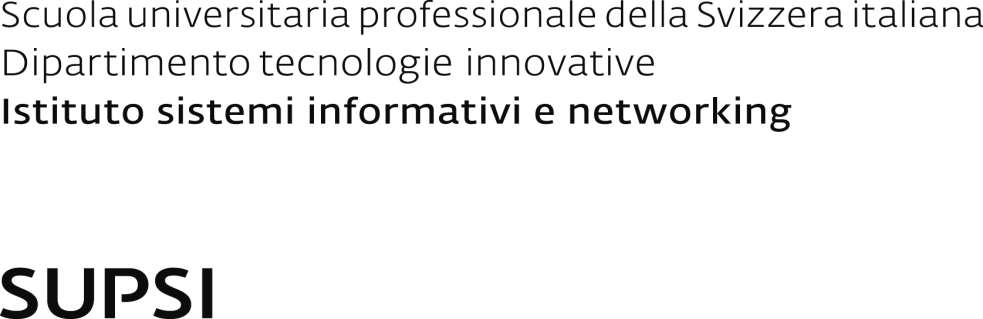 Scuola universitaria professionale della Svizzera italiana
Dipartimento tecnologie innovative
Istituto sistemi informativi e networking
SUPSI